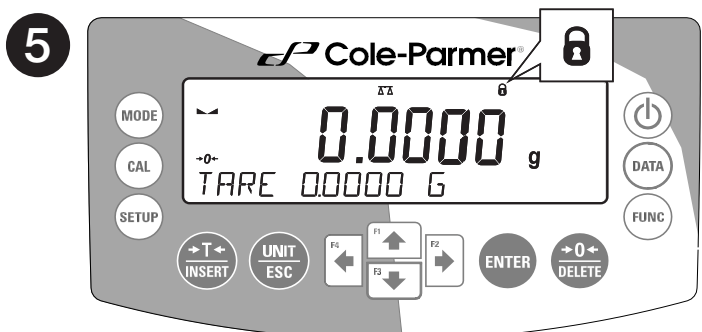 5
Cole-Parmer®
MODE
CAL
SETUP
→0←
0.0000 g
TARE 0.0000 G
DATA
FUNC
→T←
INSERT
UNIT
ESC
F4
F1
F3
F2
ENTER
→0←
DELETE